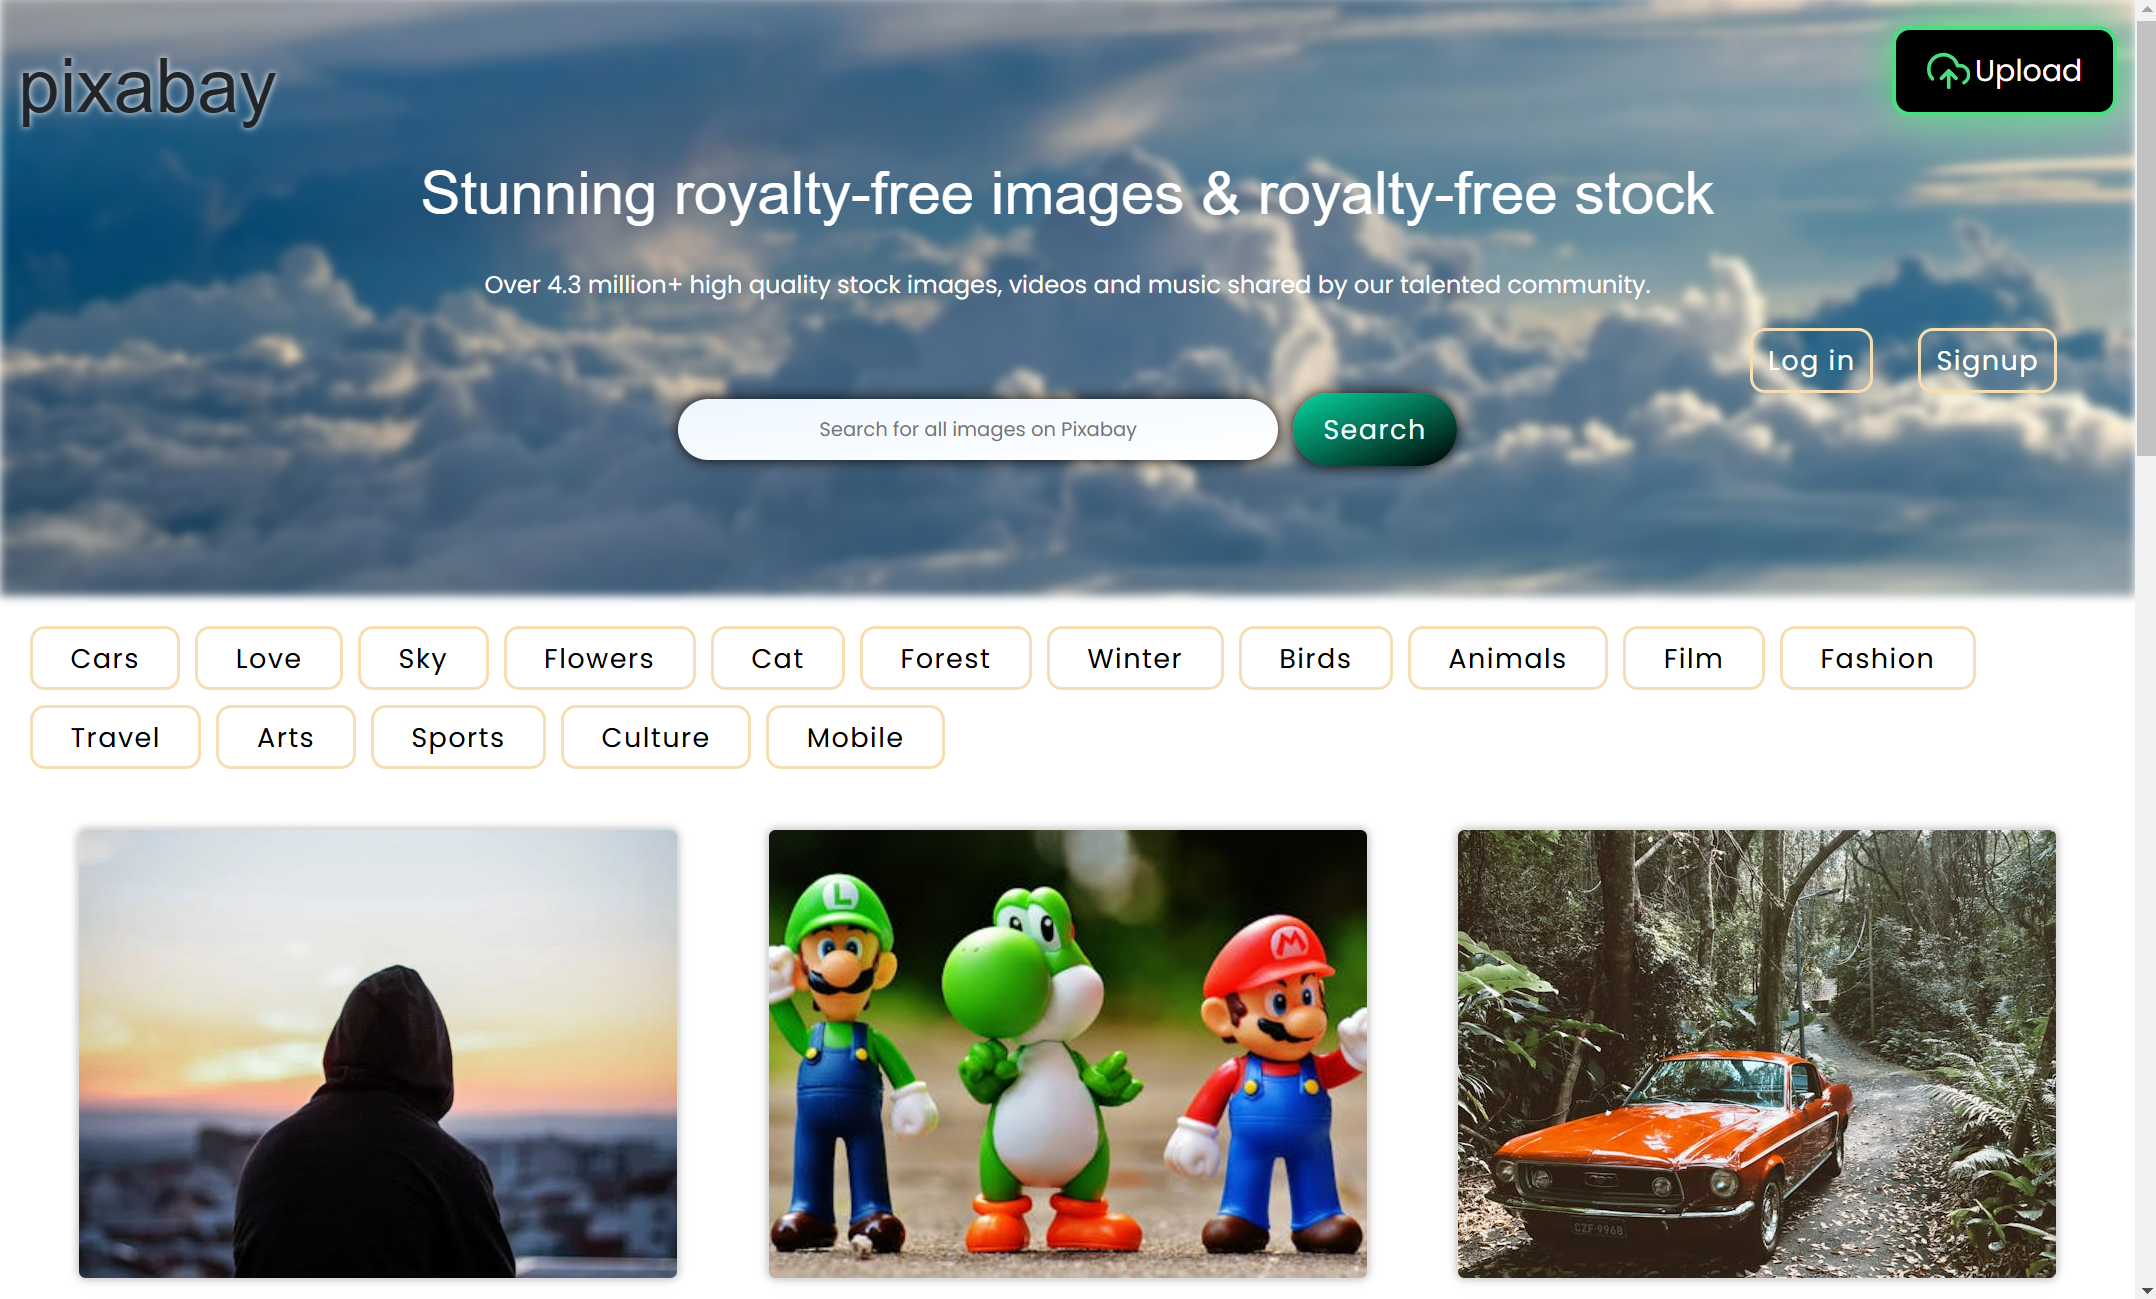 pixabay
Upload
Stunning royalty-free images & royalty-free stock
Over 4.3 million+ high quality stock images, videos and music shared by our talented community.
Log in Signup
Search for all images on Pixabay Search
Cars Love Sky Flowers Cat Forest Winter Birds Animals Film Fashion
Travel Arts Sports Culture Mobile
L
M
CZF·9968